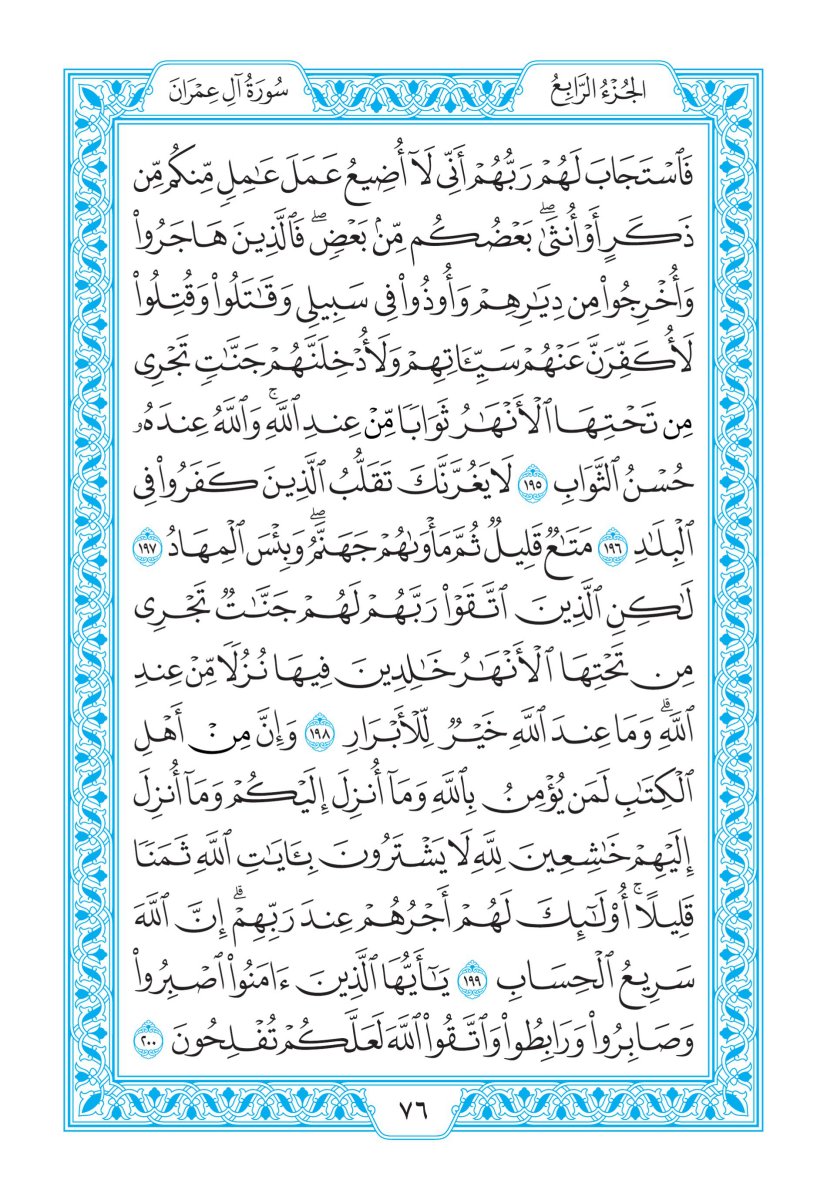 الجُزْءُ الرَّابِعُ
سُورَةُ آلِ عِمْرَانَ
فَٱسْتَجَابَ لَهُمْ رَبُّهُمْ أَنِّى لَآ أُضِيعُ عَمَلَ عَٰمِلٍ مِّنكُم مِّن
ذَكَرٍ أَوْ أُنثَىٰۖ بَعْضُكُم مِّنۢ بَعْضٍۖ فَٱلَّذِينَ هَاجَرُوا۟
وَأُخْرِجُوا۟ مِن دِيَٰرِهِمْ وَأُوذُوا۟ فِى سَبِيلِى وَقَٰتَلُوا۟ وَقُتِلُوا۟
لَأُكَفِّرَنَّ عَنْهُمْ سَيِّـَٔاتِهِمْ وَلَأُدْخِلَنَّهُمْ جَنَّٰتٍ تَجْرِى
مِن تَحْتِهَا ٱلْأَنْهَٰرُ ثَوَابًا مِّنْ عِندِ ٱللَّهِۚ وَٱللَّهُ عِندَهُۥ
حُسْنُ ٱلثَّوَابِ ١٩٥ لَا يَغُرَّنَّكَ تَقَلُّبُ ٱلَّذِينَ كَفَرُوا۟ فِى
ٱلْبِلَٰدِ ١٩٦ مَتَٰعٌ قَلِيلٌ ثُمَّ مَأْوَىٰهُمْ جَهَنَّمُۖ وَبِئْسَ ٱلْمِهَادُ ١٩٧
لَٰكِنِ ٱلَّذِينَ ٱتَّقَوْا۟ رَبَّهُمْ لَهُمْ جَنَّٰتٌ تَجْرِى
مِن تَحْتِهَا ٱلْأَنْهَٰرُ خَٰلِدِينَ فِيهَا نُزُلًا مِّنْ عِندِ
ٱللَّهِۗ وَمَا عِندَ ٱللَّهِ خَيْرٌ لِّلْأَبْرَارِ ١٩٨ وَإِنَّ مِنْ أَهْلِ
ٱلْكِتَٰبِ لَمَن يُؤْمِنُ بِٱللَّهِ وَمَآ أُنزِلَ إِلَيْكُمْ وَمَآ أُنزِلَ
إِلَيْهِمْ خَٰشِعِينَ لِلَّهِ لَا يَشْتَرُونَ بِـَٔايَٰتِ ٱللَّهِ ثَمَنًا
قَلِيلًاۚ أُو۟لَٰٓئِكَ لَهُمْ أَجْرُهُمْ عِندَ رَبِّهِمْۗ إِنَّ ٱللَّهَ
سَرِيعُ ٱلْحِسَابِ ١٩٩ يَٰٓأَيُّهَا ٱلَّذِينَ ءَامَنُوا۟ ٱصْبِرُوا۟
وَصَابِرُوا۟ وَرَابِطُوا۟ وَٱتَّقُوا۟ ٱللَّهَ لَعَلَّكُمْ تُفْلِحُونَ ٢٠٠
٧٦